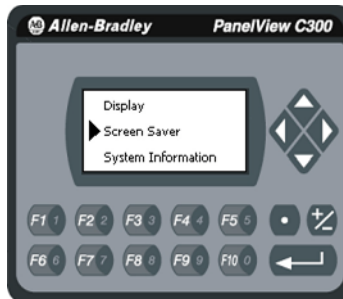 AB Allen-Bradley PanelView C300
Display
Screen Saver
System Information
F1 1 F2 2 F3 3 F4 4 F5 5 • +/-
F6 6 F7 7 F8 8 F9 9 F10 0